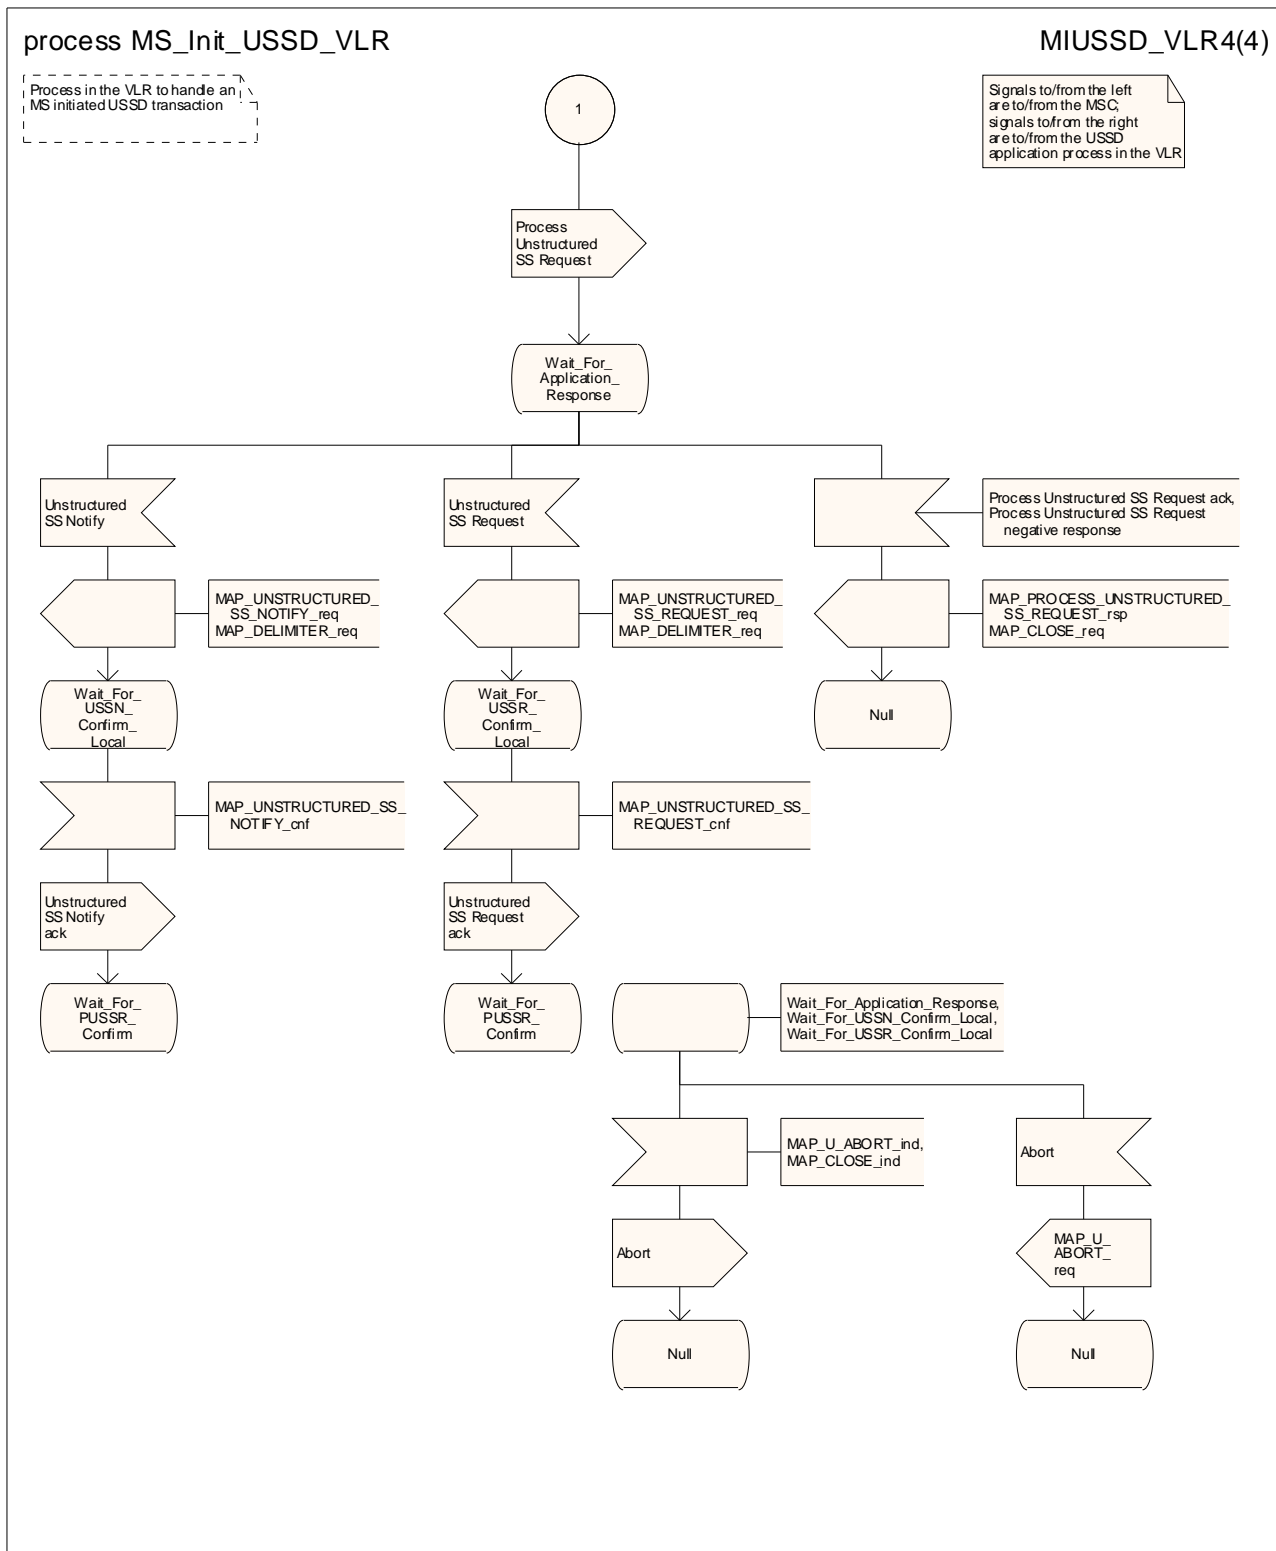 process MS_Init_USSD_VLR
MIUSSD_VLR4(4)
Process in the VLR to handle an
MS initiated USSD transaction
1
Signals to/from the left
are to/from the MSC;
signals to/from the right
are to/from the USSD
application process in the VLR
Process
Unstructured
SS Request
Wait_For_
Application_
Response
Unstructured
SS Notify
Unstructured
SS Request
Process Unstructured SS Request ack,
Process Unstructured SS Request
negative response
MAP_UNSTRUCTURED_
SS_NOTIFY_req
MAP_DELIMITER_req
MAP_UNSTRUCTURED_
SS_REQUEST_req
MAP_DELIMITER_req
MAP_PROCESS_UNSTRUCTURED_
SS_REQUEST_rsp
MAP_CLOSE_req
Wait_For_
USSN_
Confirm_
Local
Wait_For_
USSR_
Confirm_
Local
Null
MAP_UNSTRUCTURED_SS_
NOTIFY_cnf
MAP_UNSTRUCTURED_SS_
REQUEST_cnf
Unstructured
SS Notify
ack
Unstructured
SS Request
ack
Wait_For_
PUSSR_
Confirm
Wait_For_
PUSSR_
Confirm
Wait_For_Application_Response,
Wait_For_USSN_Confirm_Local,
Wait_For_USSR_Confirm_Local
MAP_U_ABORT_ind,
MAP_CLOSE_ind
Abort
Abort
MAP_U_
ABORT_
req
Null
Null